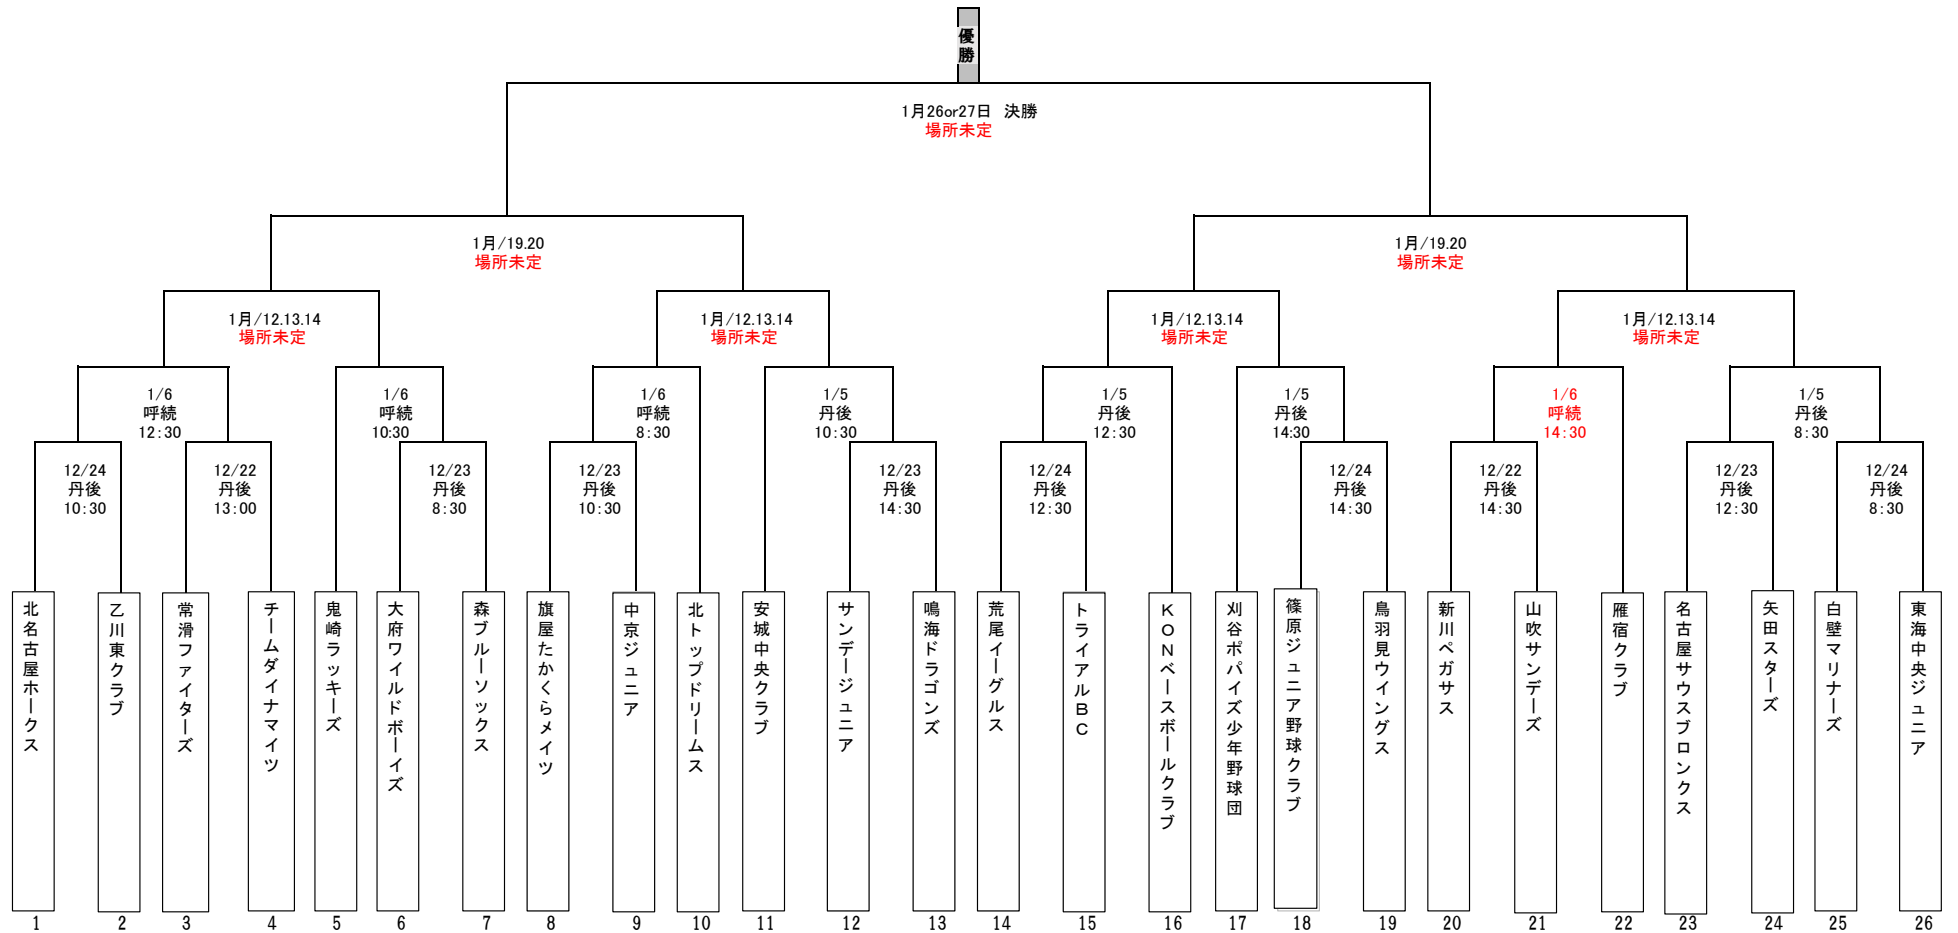 優勝
1月26or27日 決勝
場所未定
1月/19.20
場所未定
1月/19.20
場所未定
1月/12.13.14
場所未定
1月/12.13.14
場所未定
1月/12.13.14
場所未定
1月/12.13.14
場所未定
1/6
呼続
12:30
1/6
呼続
10:30
1/6
呼続
8:30
1/5
丹後
10:30
1/5
丹後
12:30
1/5
丹後
14:30
1/6
呼続
14:30
1/5
丹後
8:30
12/24
丹後
10:30
12/22
丹後
13:00
12/23
丹後
8:30
12/23
丹後
10:30
12/23
丹後
14:30
12/24
丹後
12:30
12/24
丹後
14:30
12/22
丹後
14:30
12/23
丹後
12:30
12/24
丹後
8:30
北名古屋ホークス
乙川東クラブ
常滑ファイターズ
チームダイナマイツ
鬼崎ラッキーズ
大府ワイルドボーイズ
森ブルーソックス
旗屋たかくらメイツ
中京ジュニア
北トップドリームス
安城中央クラブ
サンデージュニア
鳴海ドラゴンズ
荒尾イーグルス
トライアルBC
KONベースボールクラブ
刈谷ポパイズ少年野球団
篠原ジュニア野球クラブ
鳥羽見ウイングス
新川ペガサス
山吹サンデーズ
雁宿クラブ
名古屋サウスブロンクス
矢田スターズ
白壁マリナーズ
東海中央ジュニア
1
2
3
4
5
6
7
8
9
10
11
12
13
14
15
16
17
18
19
20
21
22
23
24
25
26